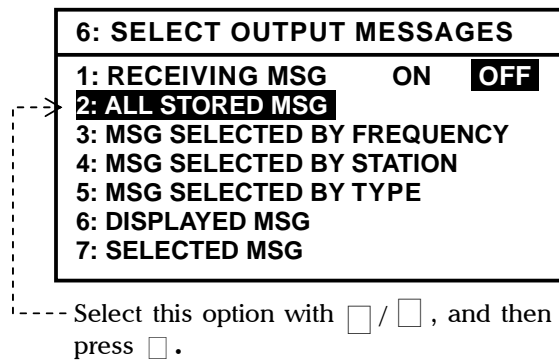 6: SELECT OUTPUT MESSAGES
1: RECEIVING MSG ON OFF
2: ALL STORED MSG
3: MSG SELECTED BY FREQUENCY
4: MSG SELECTED BY STATION
5: MSG SELECTED BY TYPE
6: DISPLAYED MSG
7: SELECTED MSG
Select this option with □ / □ , and then
press □ .